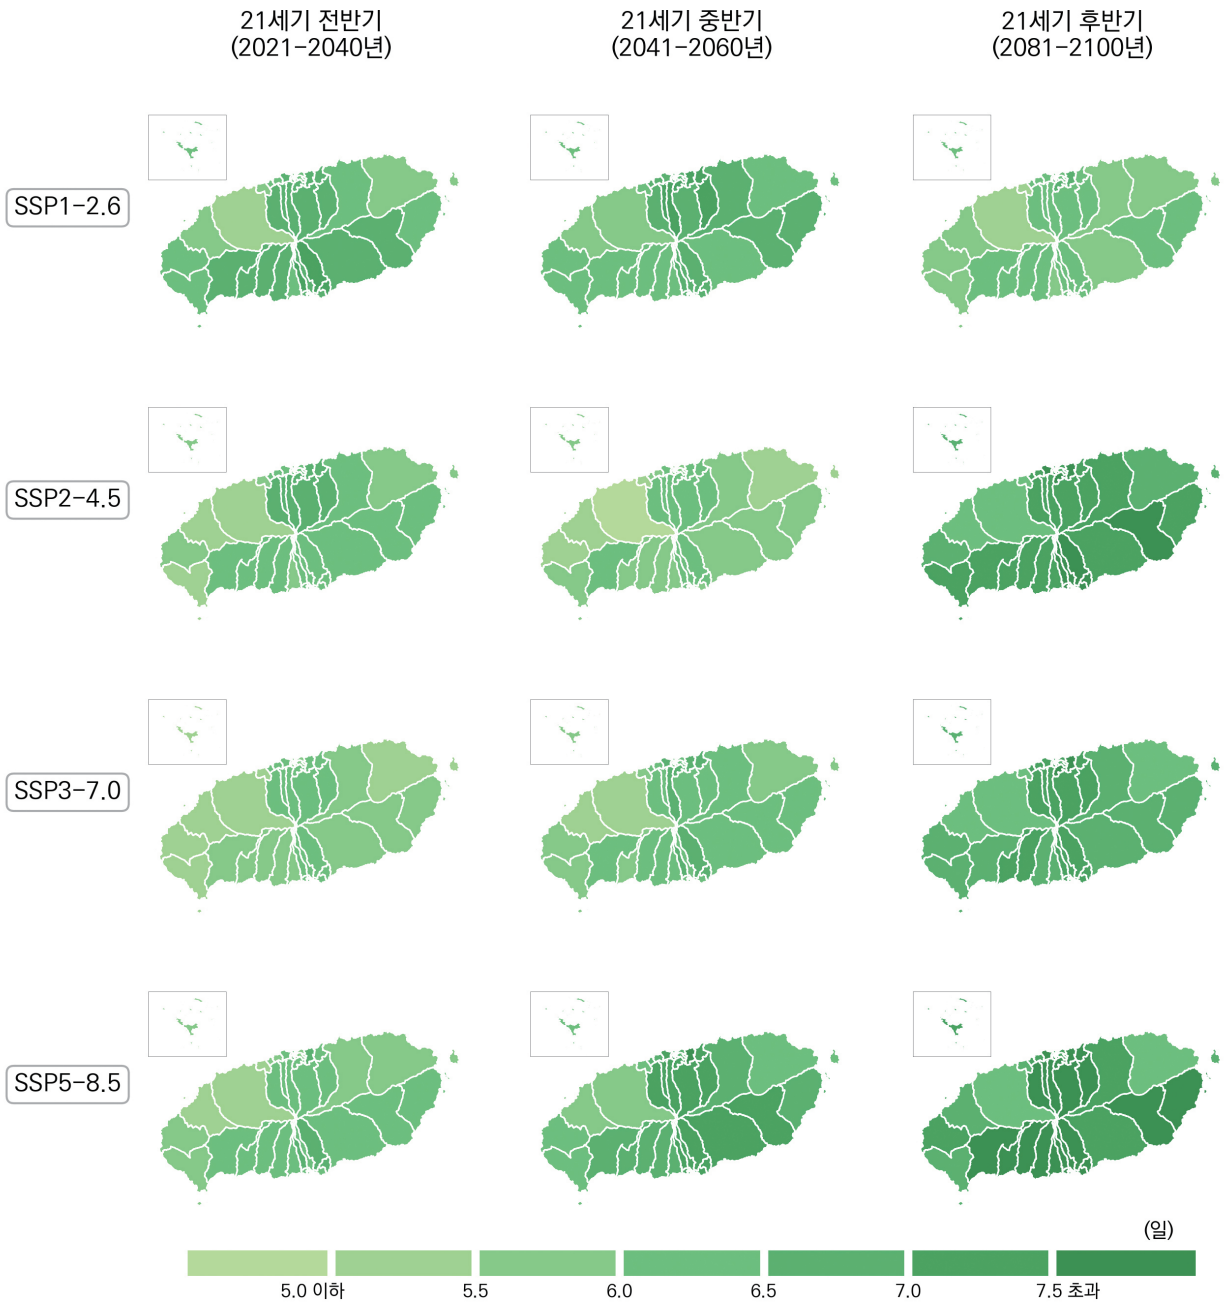 21세기 전반기
(2021-2040년)
21세기 중반기
(2041-2060년)
21세기 후반기
(2081-2100년)
SSP1-2.6
SSP2-4.5
SSP3-7.0
SSP5-8.5
(일)
5.0 이하
5.5
6.0
6.5
7.0
7.5 초과